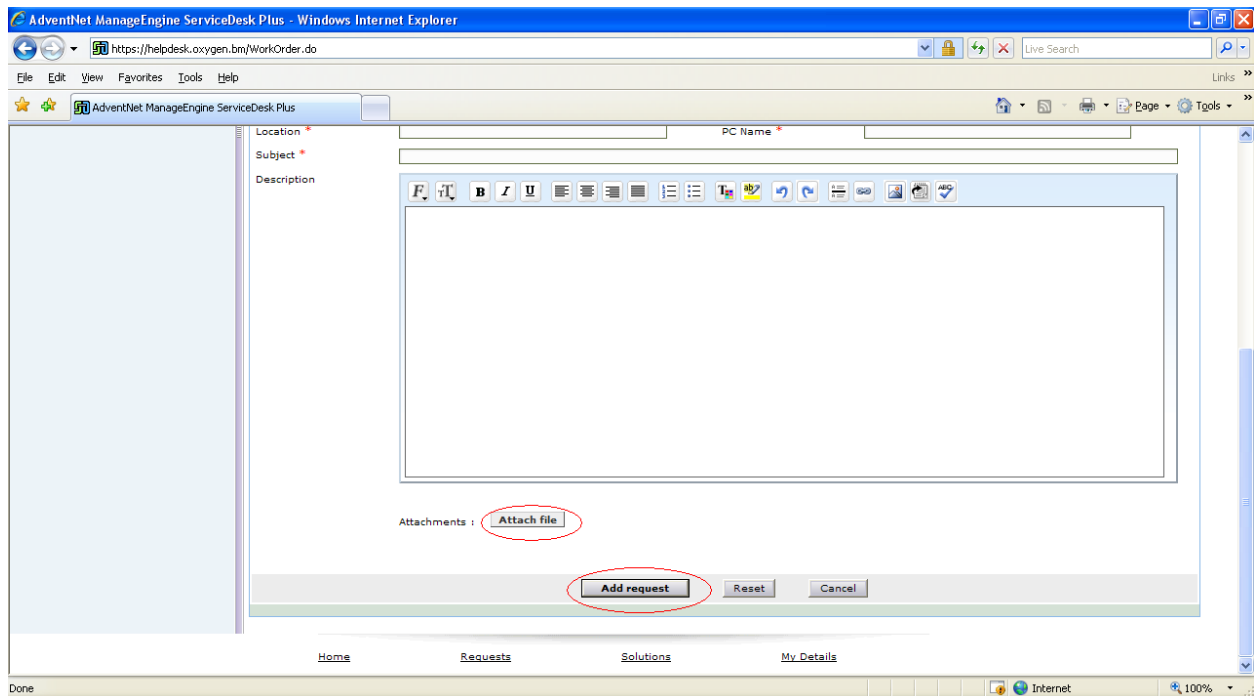 AdventNet ManageEngine ServiceDesk Plus - Windows Internet Explorer
https://helpdesk.oxygen.bm/WorkOrder.do
Live Search
File Edit View Favorites Tools Help
Links »
AdventNet ManageEngine ServiceDesk Plus
Page Tools »
Location *
PC Name *
Subject *
Description
F T B I U T ab ABC
Attachments :
Attach file
Add request Reset Cancel
Home Requests Solutions My Details
Done
Internet
100%